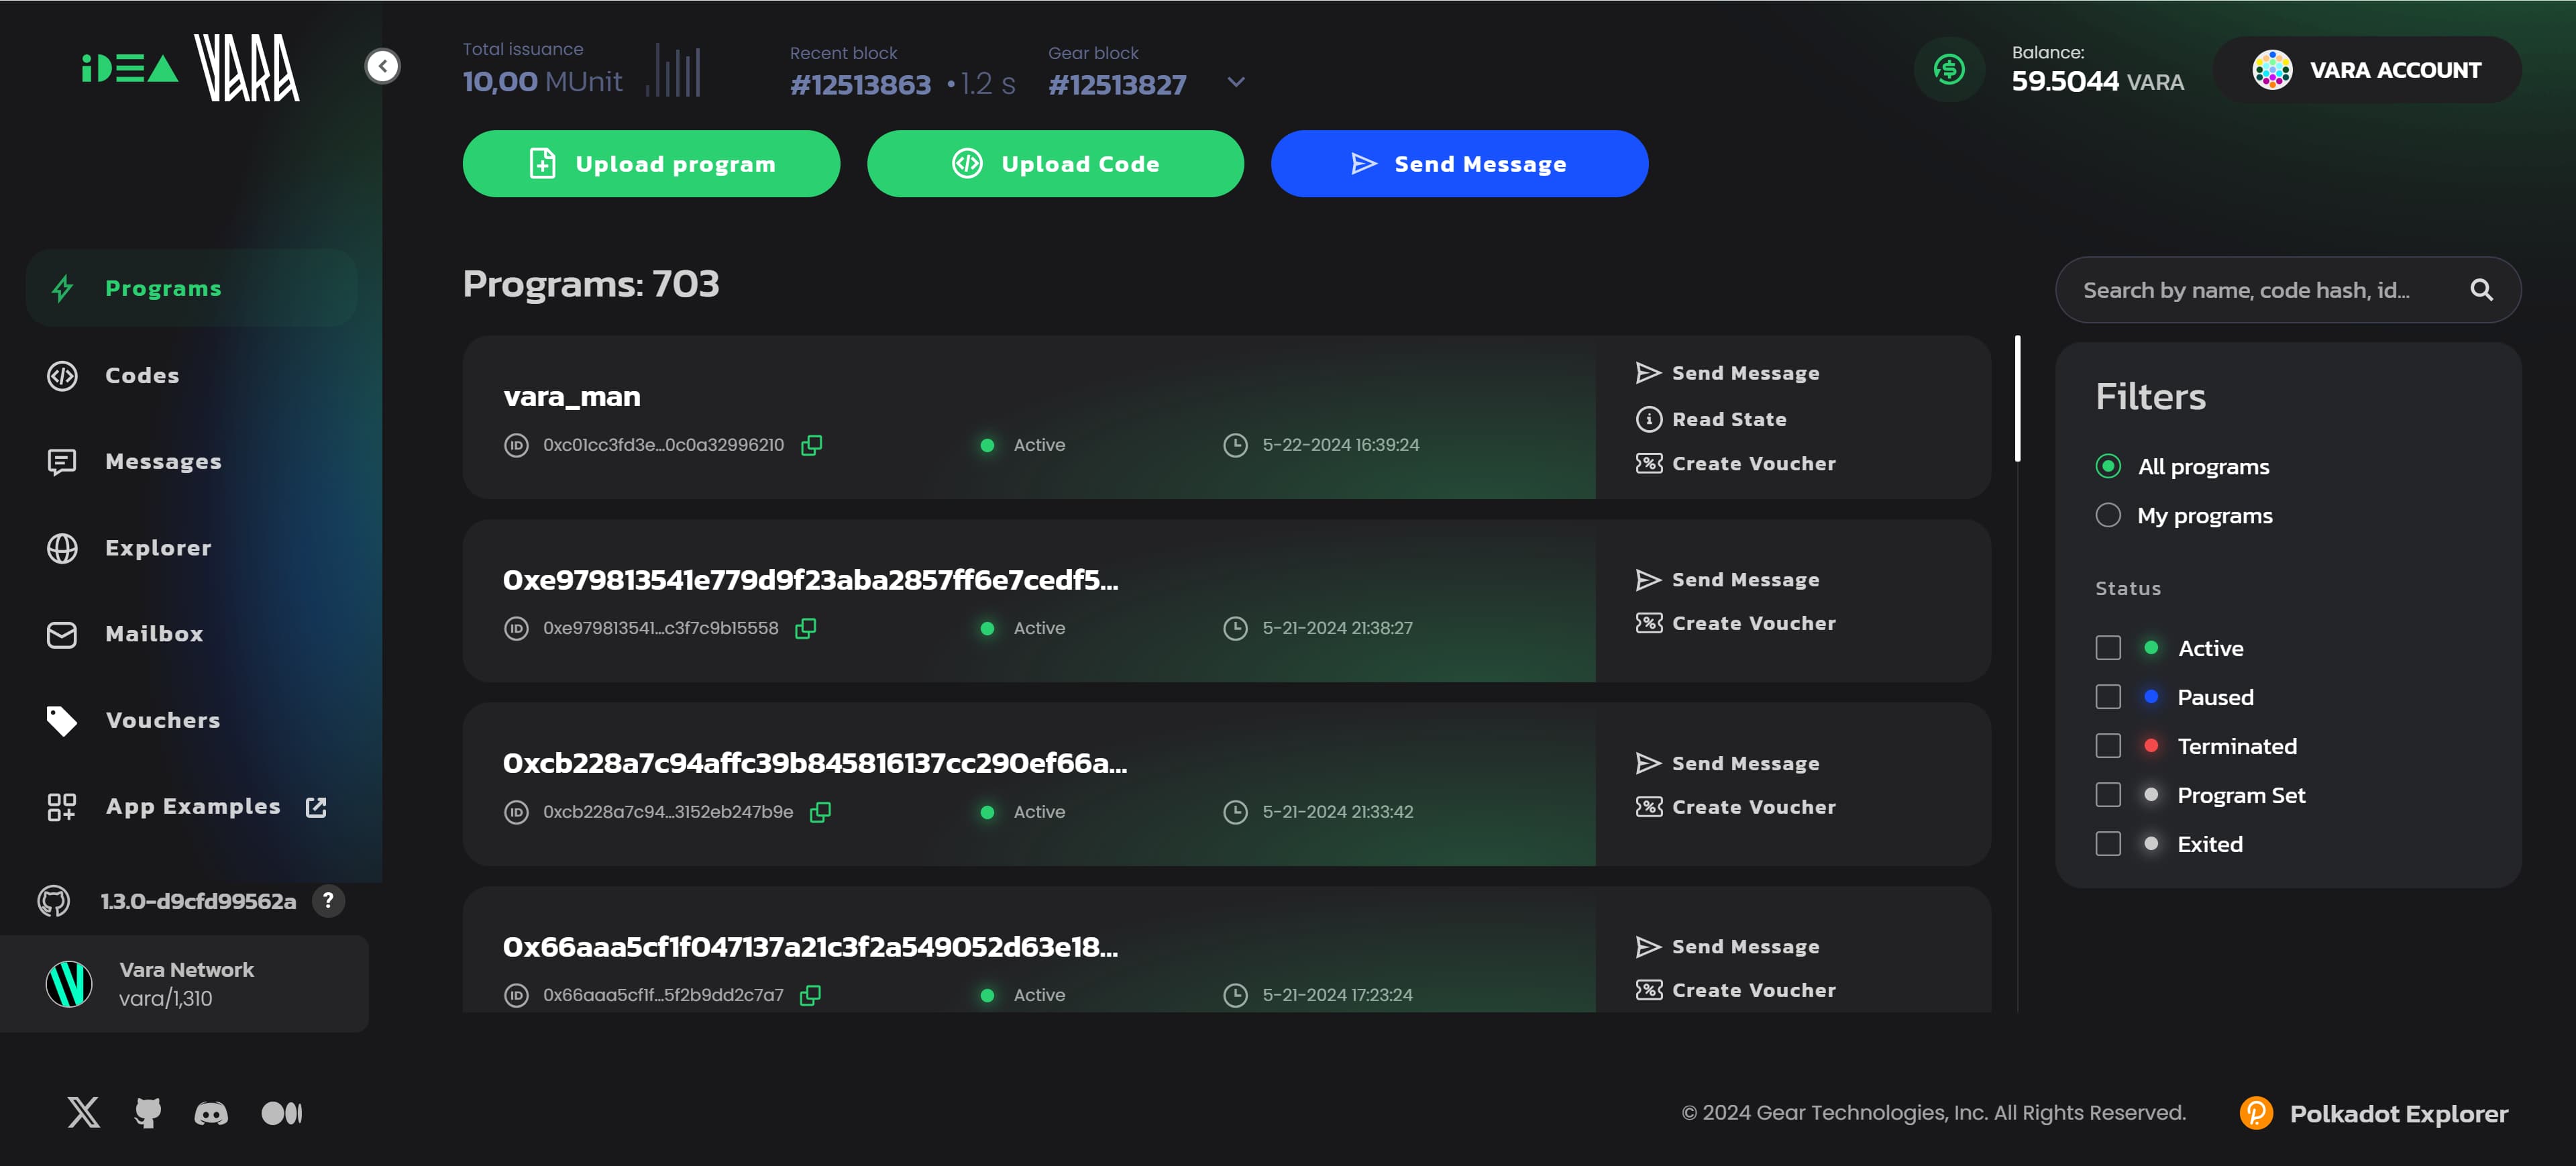 iDEA VARA
Total issuance
10,00 MUnit
Recent block
#12513863 • 1.2 s
Gear block
#12513827
Balance:
59.5044 VARA
VARA ACCOUNT
Upload program
Upload Code
Send Message
Programs
Codes
Messages
Explorer
Mailbox
Vouchers
App Examples
1.3.0-d9cfd99562a ?
Vara Network
vara/1,310
Programs: 703
vara_man
ID 0xc01cc3fd3e...0c0a32996210 Active 5-22-2024 16:39:24
Send Message
Read State
Create Voucher
0xe979813541e779d9f23aba2857ff6e7cedf5...
ID 0xe979813541...c3f7c9b15558 Active 5-21-2024 21:38:27
Send Message
Create Voucher
0xcb228a7c94affc39b845816137cc290ef66a...
ID 0xcb228a7c94...3152eb247b9e Active 5-21-2024 21:33:42
Send Message
Create Voucher
0x66aaa5cf1f047137a21c3f2a549052d63e18...
ID 0x66aaa5cf1f...5f2b9dd2c7a7 Active 5-21-2024 17:23:24
Send Message
Create Voucher
Search by name, code hash, id...
Filters
All programs
My programs
Status
Active
Paused
Terminated
Program Set
Exited
© 2024 Gear Technologies, Inc. All Rights Reserved.
Polkadot Explorer